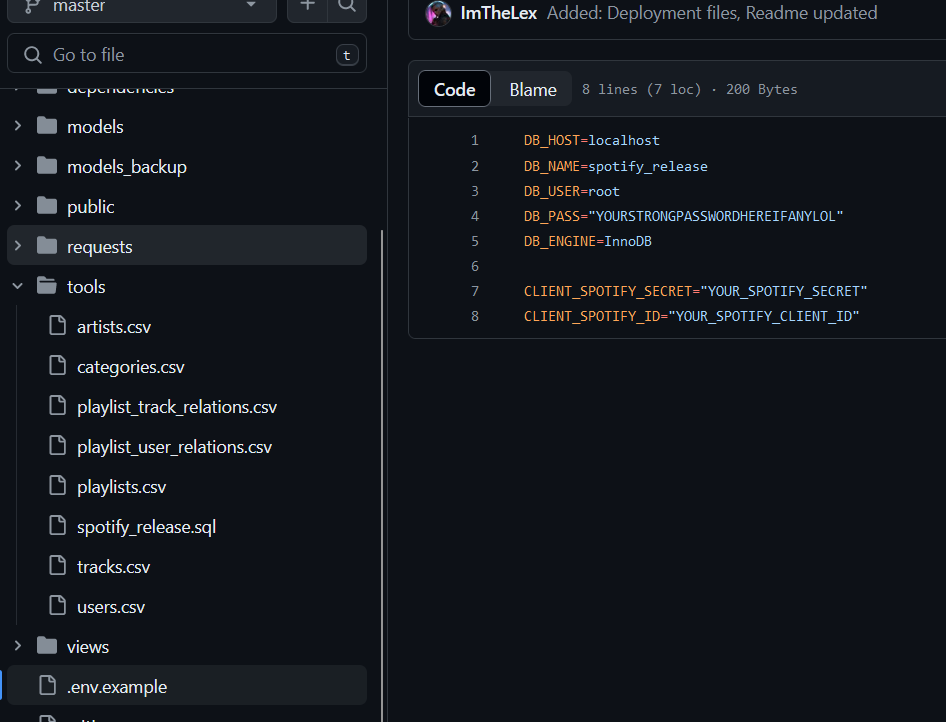 master
Go to file
t
dependencies
models
models_backup
public
requests
tools
artists.csv
categories.csv
playlist_track_relations.csv
playlist_user_relations.csv
playlists.csv
spotify_release.sql
tracks.csv
users.csv
views
.env.example
ImTheLex Added: Deployment files, Readme updated
Code Blame 8 lines (7 loc) · 200 Bytes
1 DB_HOST=localhost
2 DB_NAME=spotify_release
3 DB_USER=root
4 DB_PASS="YOURSTRONGPASSWORDHEREIFANYLOL"
5 DB_ENGINE=InnoDB
6
7 CLIENT_SPOTIFY_SECRET="YOUR_SPOTIFY_SECRET"
8 CLIENT_SPOTIFY_ID="YOUR_SPOTIFY_CLIENT_ID"